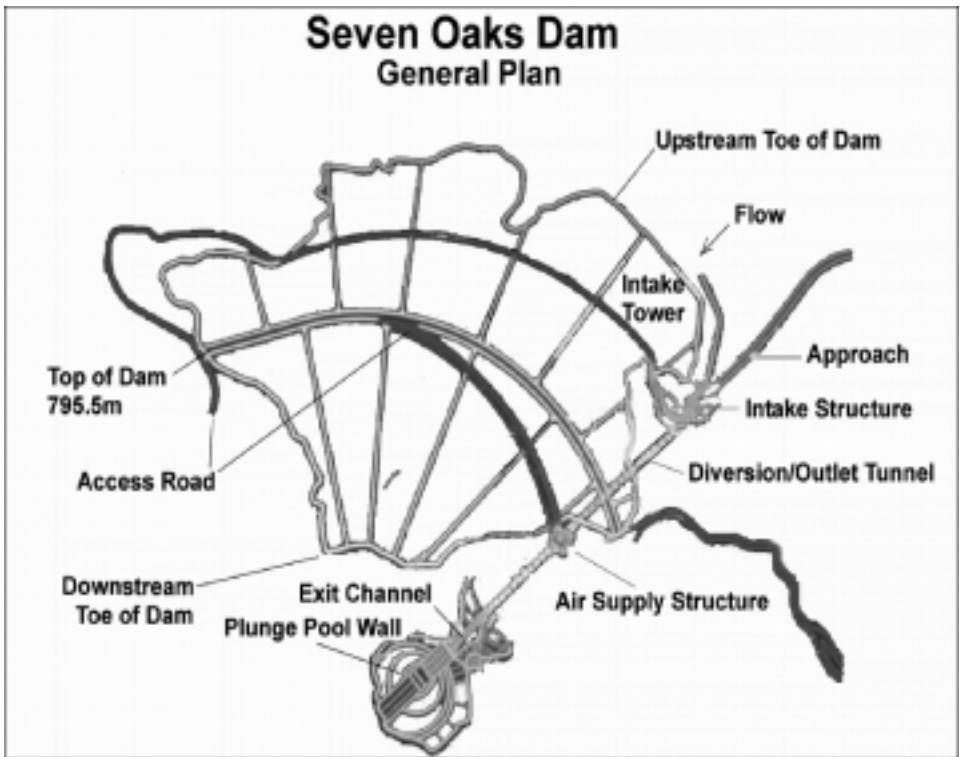 Seven Oaks Dam
General Plan
Upstream Toe of Dam
Flow
Intake
Tower
Approach
Top of Dam
795.5m
Intake Structure
Access Road
Diversion/Outlet Tunnel
Downstream
Toe of Dam
Exit Channel
Air Supply Structure
Plunge Pool Wall